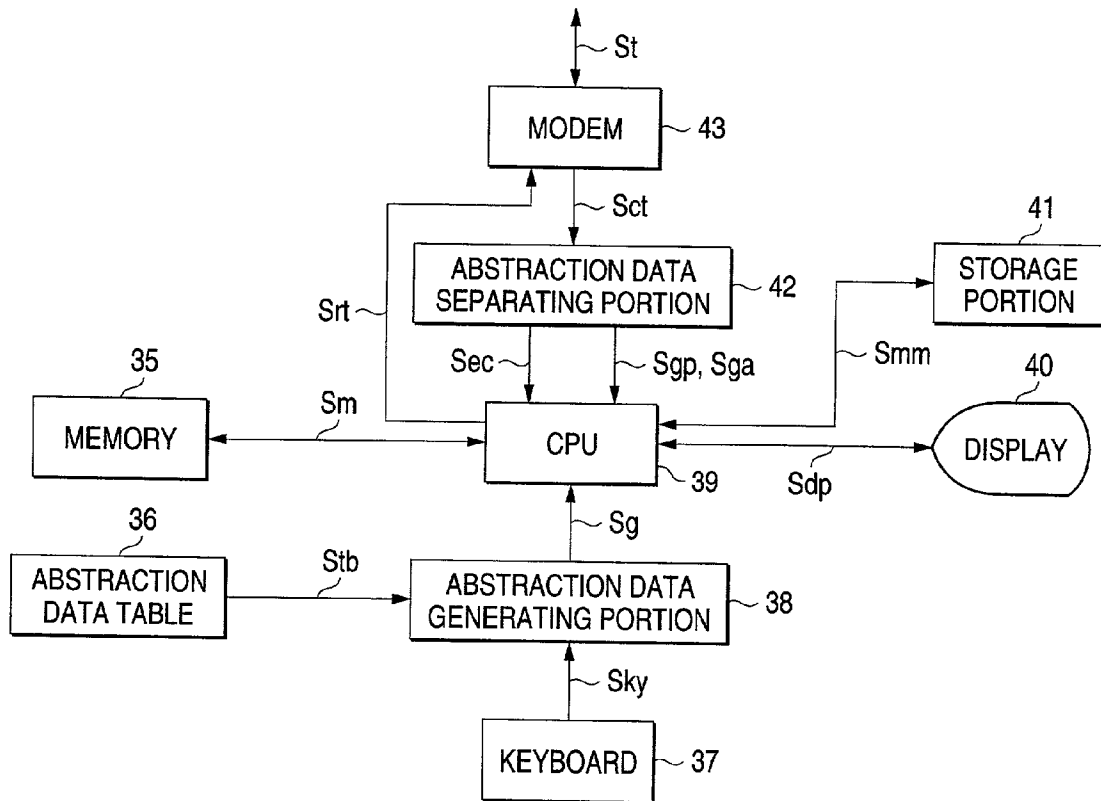 St
MODEM
43
Sct
41
ABSTRACTION DATA
SEPARATING PORTION
42
STORAGE
PORTION
Srt
Sec
Sgp, Sga
Smm
35
40
MEMORY
Sm
CPU
DISPLAY
39
Sdp
36
Sg
ABSTRACTION
DATA TABLE
Stb
ABSTRACTION DATA
GENERATING PORTION
38
Sky
KEYBOARD
37